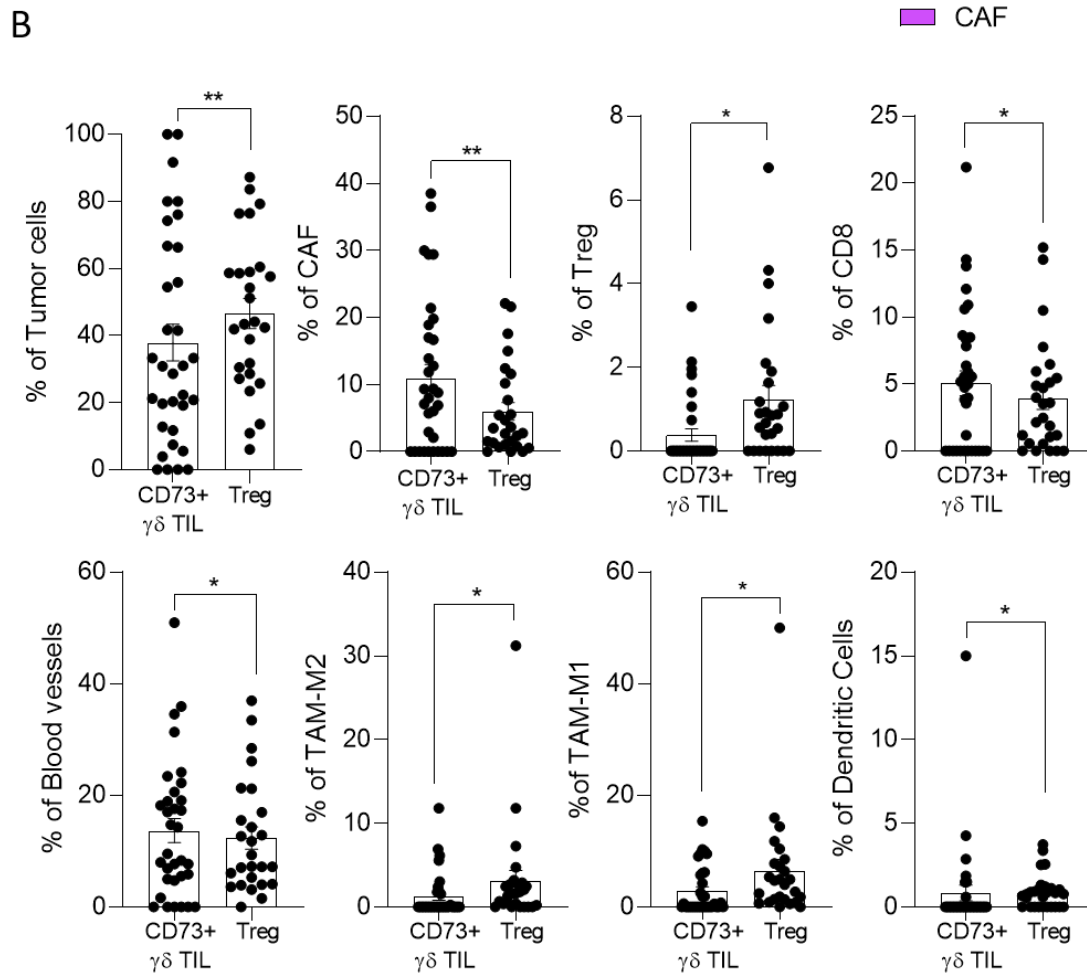 B
CAF
% of Tumor cells
100
80
60
40
20
0
**
CD73+
γδ TIL
Treg
% of CAF
50
40
30
20
10
0
**
CD73+
γδ TIL
Treg
% of Treg
8
6
4
2
0
*
CD73+
γδ TIL
Treg
% of CD8
25
20
15
10
5
0
*
CD73+
γδ TIL
Treg
% of Blood vessels
60
40
20
0
*
CD73+
γδ TIL
Treg
% of TAM-M2
40
30
20
10
0
*
CD73+
γδ TIL
Treg
%of TAM-M1
60
40
20
0
*
CD73+
γδ TIL
Treg
% of Dendritic Cells
20
15
10
5
0
*
CD73+
γδ TIL
Treg